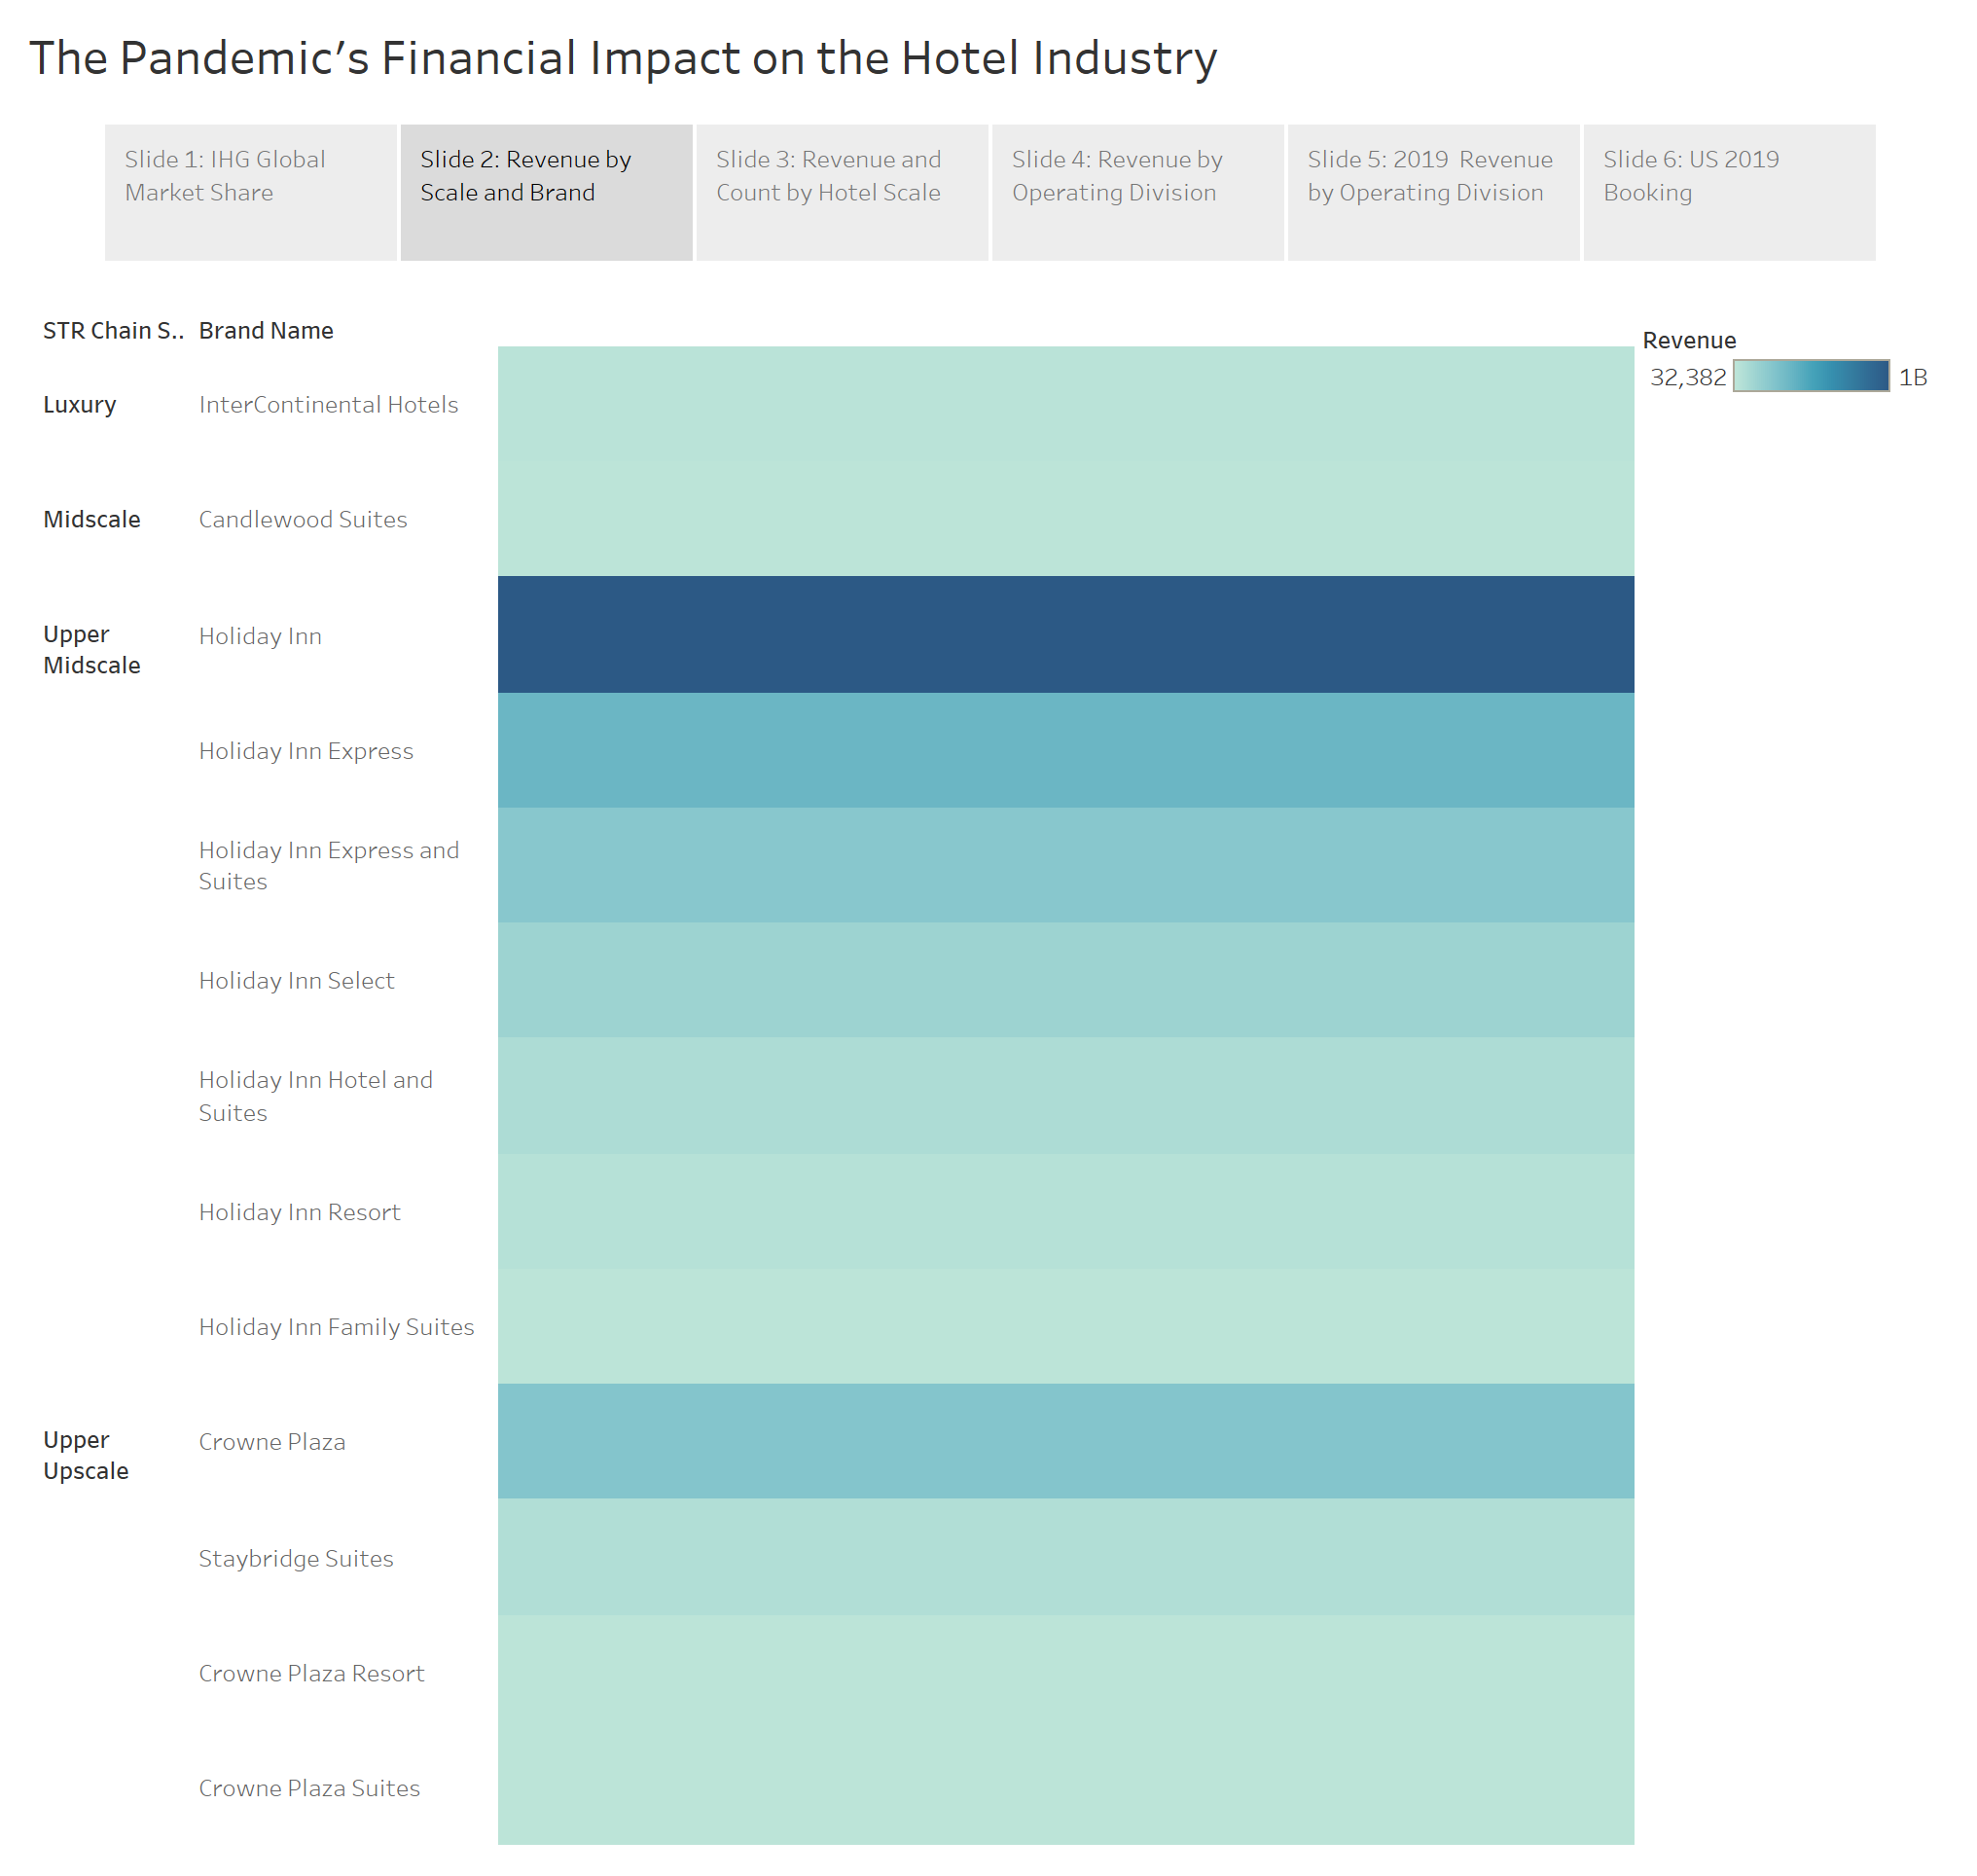 The Pandemic’s Financial Impact on the Hotel Industry
Slide 1: IHG Global
Market Share
Slide 2: Revenue by
Scale and Brand
Slide 3: Revenue and
Count by Hotel Scale
Slide 4: Revenue by
Operating Division
Slide 5: 2019  Revenue
by Operating Division
Slide 6: US 2019
Booking
STR Chain S.. Brand Name
Revenue
32,382 1B
Luxury InterContinental Hotels
Midscale Candlewood Suites
Upper
Midscale
Holiday Inn
Holiday Inn Express
Holiday Inn Express and
Suites
Holiday Inn Select
Holiday Inn Hotel and
Suites
Holiday Inn Resort
Holiday Inn Family Suites
Upper
Upscale
Crowne Plaza
Staybridge Suites
Crowne Plaza Resort
Crowne Plaza Suites